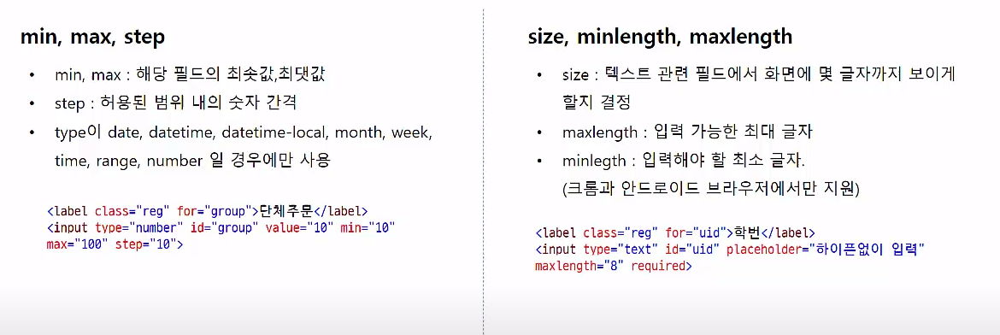 min, max, step
• min, max : 해당 필드의 최솟값,최댓값
• step : 허용된 범위 내의 숫자 간격
• type이 date, datetime, datetime-local, month, week,
time, range, number 일 경우에만 사용
<label class="reg" for="group">단체주문</label>
<input type="number" id="group" value="10" min="10"
max="100" step="10">
size, minlength, maxlength
• size : 텍스트 관련 필드에서 화면에 몇 글자까지 보이게
할지 결정
• maxlength : 입력 가능한 최대 글자
• minlegth : 입력해야 할 최소 글자.
(크롬과 안드로이드 브라우저에서만 지원)
<label class="reg" for="uid">학번</label>
<input type="text" id="uid" placeholder="하이픈없이 입력"
maxlength="8" required>